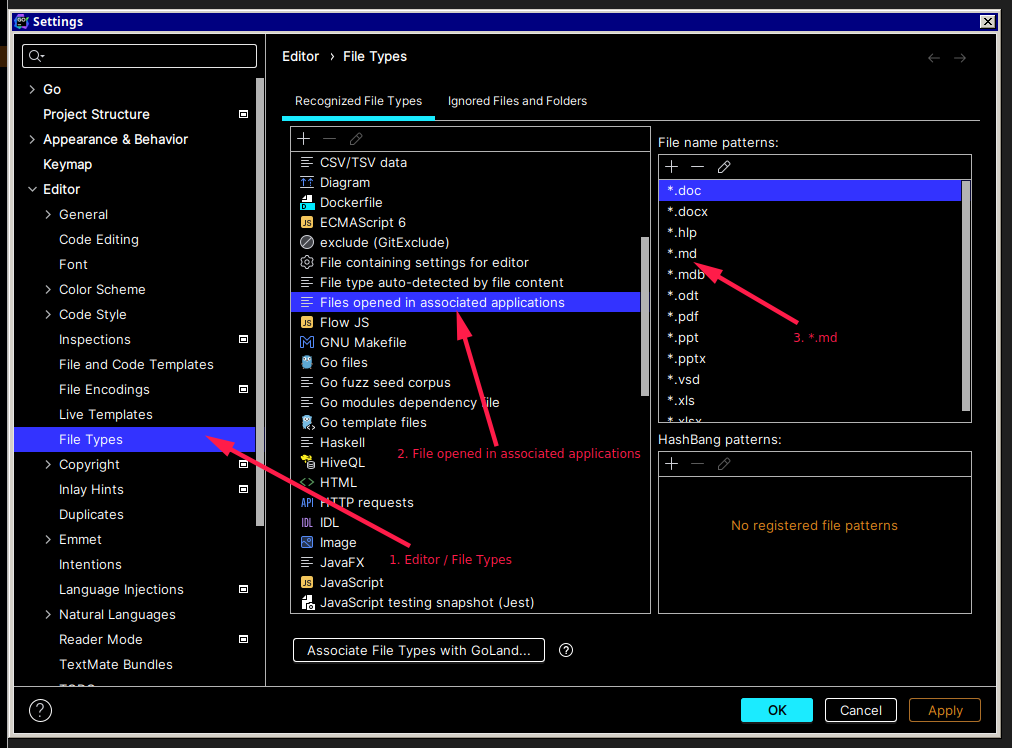 Settings
Go
Project Structure
Appearance & Behavior
Keymap
Editor
General
Code Editing
Font
Color Scheme
Code Style
Inspections
File and Code Templates
File Encodings
Live Templates
File Types
Copyright
Inlay Hints
Duplicates
Emmet
Intentions
Language Injections
Natural Languages
Reader Mode
TextMate Bundles
TODO
Editor › File Types
Recognized File Types
Ignored Files and Folders
CSV/TSV data
Diagram
Dockerfile
JS ECMAScript 6
exclude (GitExclude)
File containing settings for editor
File type auto-detected by file content
Files opened in associated applications
JS Flow JS
GNU Makefile
Go files
Go fuzz seed corpus
Go modules dependency file
Go template files
Haskell
HiveQL
<> HTML
API HTTP requests
IDL IDL
Image
JavaFX
JS JavaScript
JavaScript testing snapshot (Jest)
2. File opened in associated applications
1. Editor / File Types
Associate File Types with GoLand...
?
File name patterns:
*.doc
*.docx
*.hlp
*.md
*.mdb
*.odt
*.pdf
*.ppt
*.pptx
*.vsd
*.xls
*.xlsx
3. *.md
HashBang patterns:
No registered file patterns
?
OK
Cancel
Apply